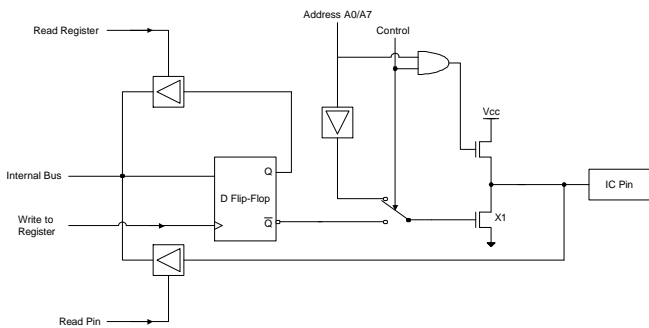 Address A0/A7
Read Register
Control
Vcc
Internal Bus
Q
D Flip-Flop
IC Pin
Write to
Register
Q̅
X1
Read Pin